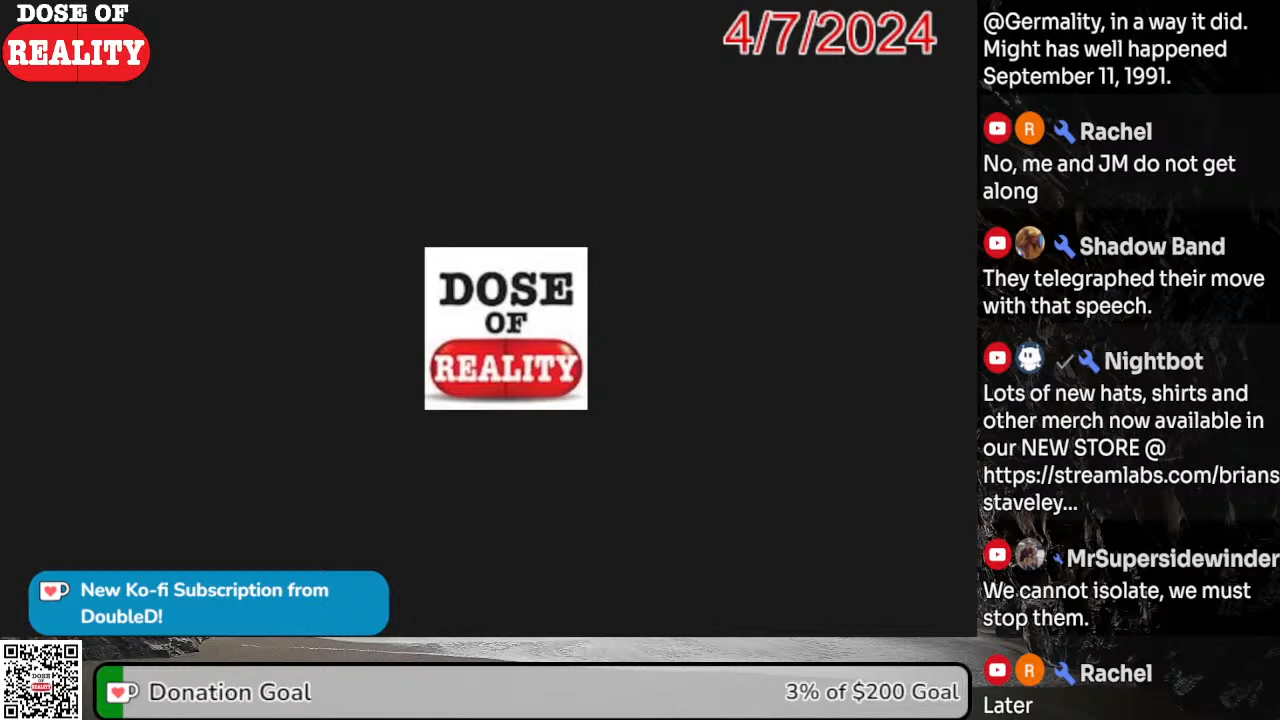 DOSE OF
REALITY
4/7/2024
DOSE
OF
REALITY
New Ko-fi Subscription from
DoubleD!
Donation Goal
3% of $200 Goal
@Germality, in a way it did.
Might has well happened
September 11, 1991.
R
Rachel
No, me and JM do not get
along
Shadow Band
They telegraphed their move
with that speech.
Nightbot
Lots of new hats, shirts and
other merch now available in
our NEW STORE @
https://streamlabs.com/brians
staveley...
MrSupersidewinder
We cannot isolate, we must
stop them.
R
Rachel
Later